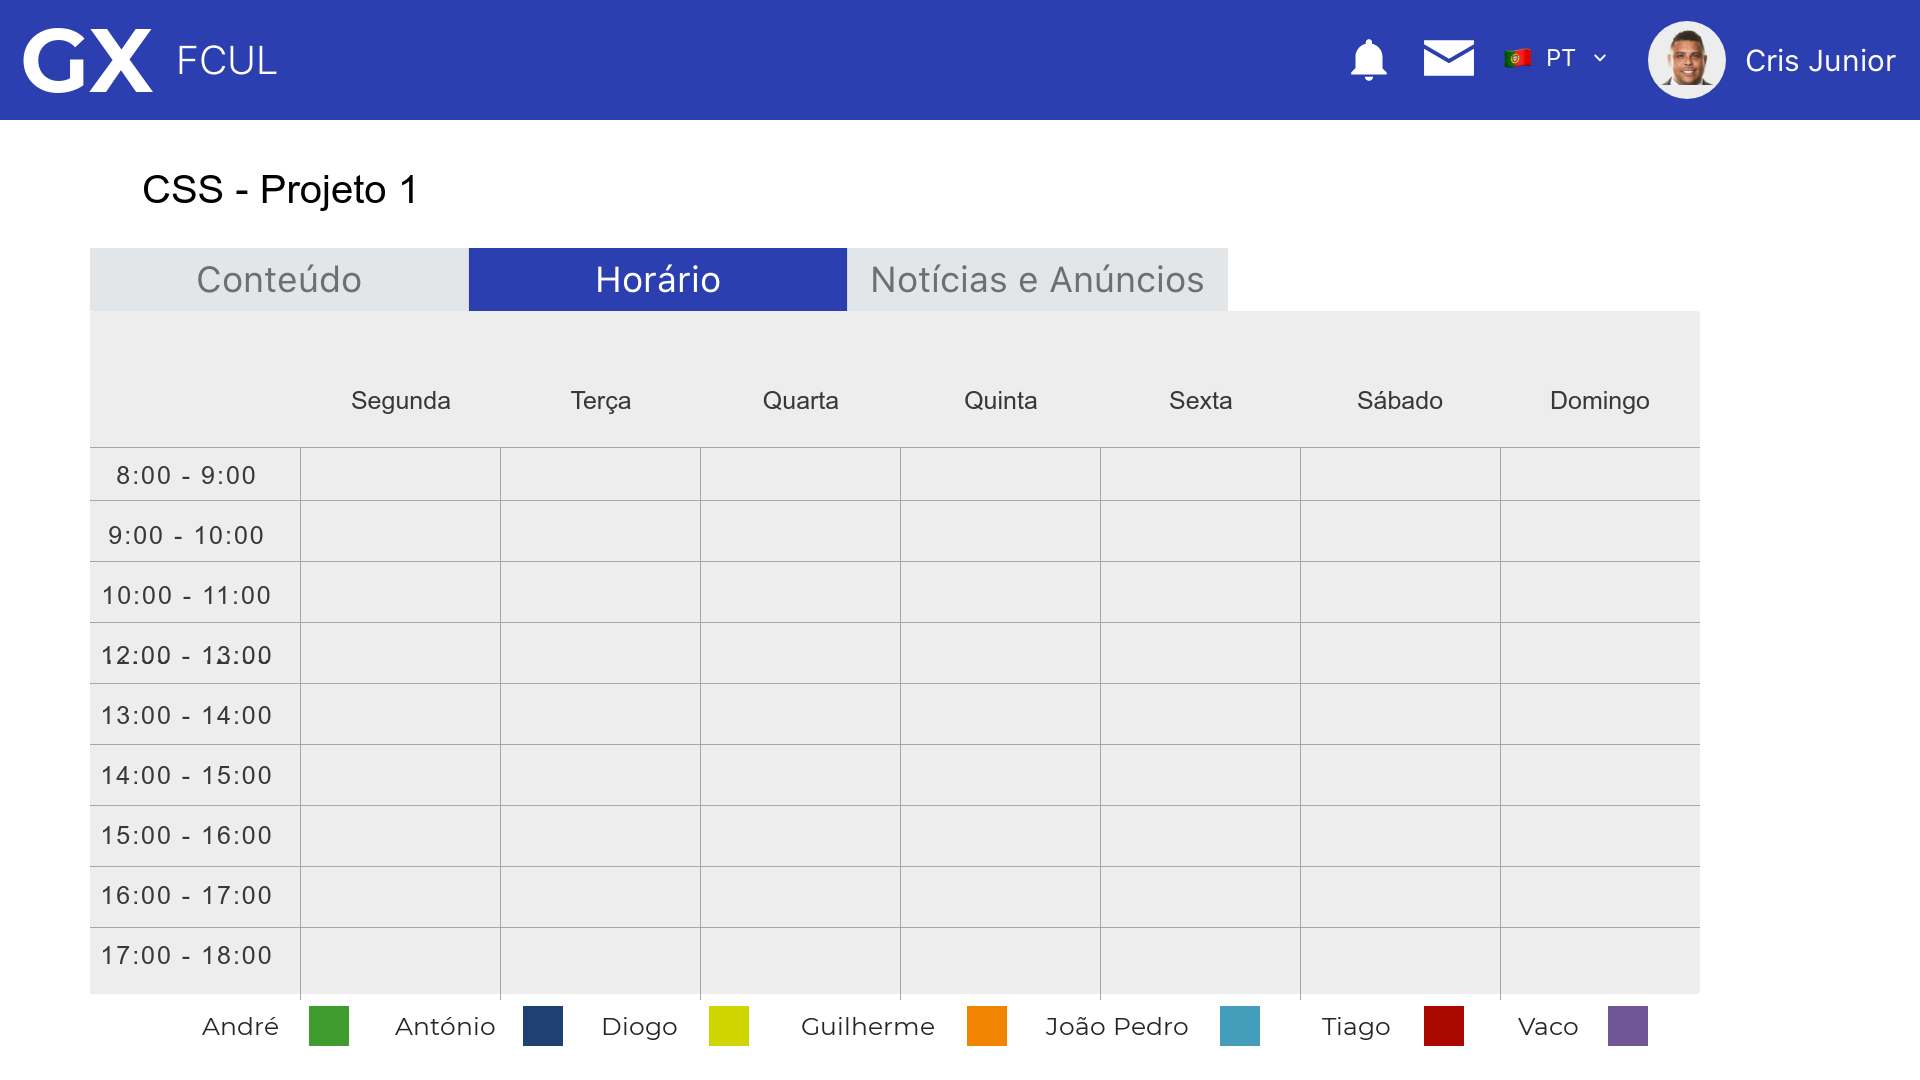 GX FCUL PT Cris Junior
CSS - Projeto 1
Conteúdo Horário Notícias e Anúncios
Segunda Terça Quarta Quinta Sexta Sábado Domingo
8:00 - 9:00
9:00 - 10:00
10:00 - 11:00
12:00 - 13:00
13:00 - 14:00
14:00 - 15:00
15:00 - 16:00
16:00 - 17:00
17:00 - 18:00
André António Diogo Guilherme João Pedro Tiago Vaco